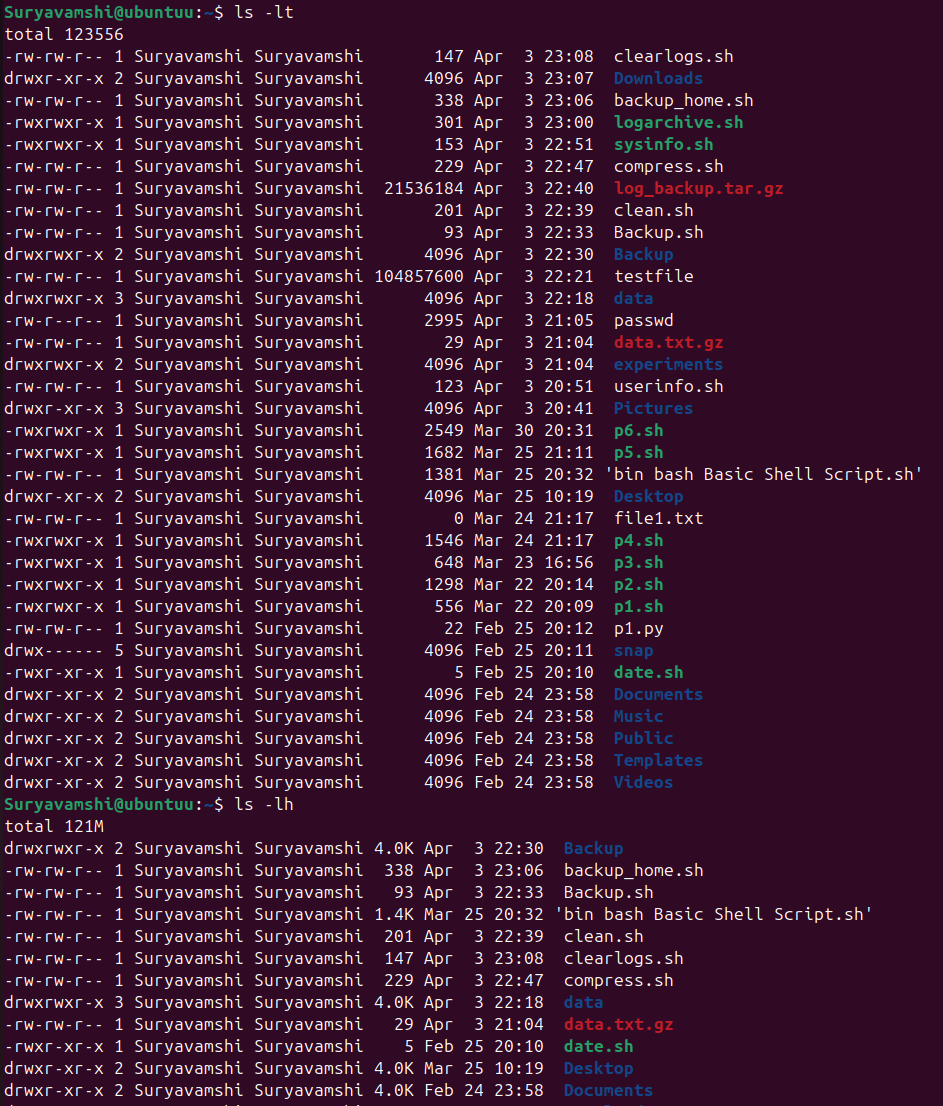 Suryavamshi@ubuntuu:~$ ls -lt
total 123556
-rw-rw-r-- 1 Suryavamshi Suryavamshi       147 Apr  3 23:08  clearlogs.sh
drwxr-xr-x 2 Suryavamshi Suryavamshi      4096 Apr  3 23:07  Downloads
-rw-rw-r-- 1 Suryavamshi Suryavamshi       338 Apr  3 23:06  backup_home.sh
-rwxrwxr-x 1 Suryavamshi Suryavamshi       301 Apr  3 23:00  logarchive.sh
-rwxrwxr-x 1 Suryavamshi Suryavamshi       153 Apr  3 22:51  sysinfo.sh
-rw-rw-r-- 1 Suryavamshi Suryavamshi       229 Apr  3 22:47  compress.sh
-rw-rw-r-- 1 Suryavamshi Suryavamshi  21536184 Apr  3 22:40  log_backup.tar.gz
-rw-rw-r-- 1 Suryavamshi Suryavamshi       201 Apr  3 22:39  clean.sh
-rw-rw-r-- 1 Suryavamshi Suryavamshi        93 Apr  3 22:33  Backup.sh
drwxrwxr-x 2 Suryavamshi Suryavamshi      4096 Apr  3 22:30  Backup
-rw-rw-r-- 1 Suryavamshi Suryavamshi 104857600 Apr  3 22:21  testfile
drwxrwxr-x 3 Suryavamshi Suryavamshi      4096 Apr  3 22:18  data
-rw-r--r-- 1 Suryavamshi Suryavamshi      2995 Apr  3 21:05  passwd
-rw-rw-r-- 1 Suryavamshi Suryavamshi        29 Apr  3 21:04  data.txt.gz
drwxrwxr-x 2 Suryavamshi Suryavamshi      4096 Apr  3 21:04  experiments
-rw-rw-r-- 1 Suryavamshi Suryavamshi       123 Apr  3 20:51  userinfo.sh
drwxr-xr-x 3 Suryavamshi Suryavamshi      4096 Apr  3 20:41  Pictures
-rwxrwxr-x 1 Suryavamshi Suryavamshi      2549 Mar 30 20:31  p6.sh
-rwxrwxr-x 1 Suryavamshi Suryavamshi      1682 Mar 25 21:11  p5.sh
-rw-rw-r-- 1 Suryavamshi Suryavamshi      1381 Mar 25 20:32 'bin bash Basic Shell Script.sh'
drwxr-xr-x 2 Suryavamshi Suryavamshi      4096 Mar 25 10:19  Desktop
-rw-rw-r-- 1 Suryavamshi Suryavamshi         0 Mar 24 21:17  file1.txt
-rwxrwxr-x 1 Suryavamshi Suryavamshi      1546 Mar 24 21:17  p4.sh
-rwxrwxr-x 1 Suryavamshi Suryavamshi       648 Mar 23 16:56  p3.sh
-rwxrwxr-x 1 Suryavamshi Suryavamshi      1298 Mar 22 20:14  p2.sh
-rwxrwxr-x 1 Suryavamshi Suryavamshi       556 Mar 22 20:09  p1.sh
-rw-rw-r-- 1 Suryavamshi Suryavamshi        22 Feb 25 20:12  p1.py
drwx------ 5 Suryavamshi Suryavamshi      4096 Feb 25 20:11  snap
-rwxr-xr-x 1 Suryavamshi Suryavamshi         5 Feb 25 20:10  date.sh
drwxr-xr-x 2 Suryavamshi Suryavamshi      4096 Feb 24 23:58  Documents
drwxr-xr-x 2 Suryavamshi Suryavamshi      4096 Feb 24 23:58  Music
drwxr-xr-x 2 Suryavamshi Suryavamshi      4096 Feb 24 23:58  Public
drwxr-xr-x 2 Suryavamshi Suryavamshi      4096 Feb 24 23:58  Templates
drwxr-xr-x 2 Suryavamshi Suryavamshi      4096 Feb 24 23:58  Videos
Suryavamshi@ubuntuu:~$ ls -lh
total 121M
drwxrwxr-x 2 Suryavamshi Suryavamshi 4.0K Apr  3 22:30  Backup
-rw-rw-r-- 1 Suryavamshi Suryavamshi  338 Apr  3 23:06  backup_home.sh
-rw-rw-r-- 1 Suryavamshi Suryavamshi   93 Apr  3 22:33  Backup.sh
-rw-rw-r-- 1 Suryavamshi Suryavamshi 1.4K Mar 25 20:32 'bin bash Basic Shell Script.sh'
-rw-rw-r-- 1 Suryavamshi Suryavamshi  201 Apr  3 22:39  clean.sh
-rw-rw-r-- 1 Suryavamshi Suryavamshi  147 Apr  3 23:08  clearlogs.sh
-rw-rw-r-- 1 Suryavamshi Suryavamshi  229 Apr  3 22:47  compress.sh
drwxrwxr-x 3 Suryavamshi Suryavamshi 4.0K Apr  3 22:18  data
-rw-rw-r-- 1 Suryavamshi Suryavamshi   29 Apr  3 21:04  data.txt.gz
-rwxr-xr-x 1 Suryavamshi Suryavamshi    5 Feb 25 20:10  date.sh
drwxr-xr-x 2 Suryavamshi Suryavamshi 4.0K Mar 25 10:19  Desktop
drwxr-xr-x 2 Suryavamshi Suryavamshi 4.0K Feb 24 23:58  Documents